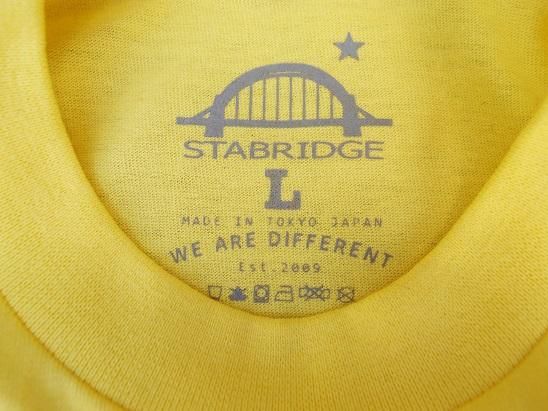 STABRIDGE
L
MADE IN TOKYO JAPAN
WE ARE DIFFERENT
Est.2009